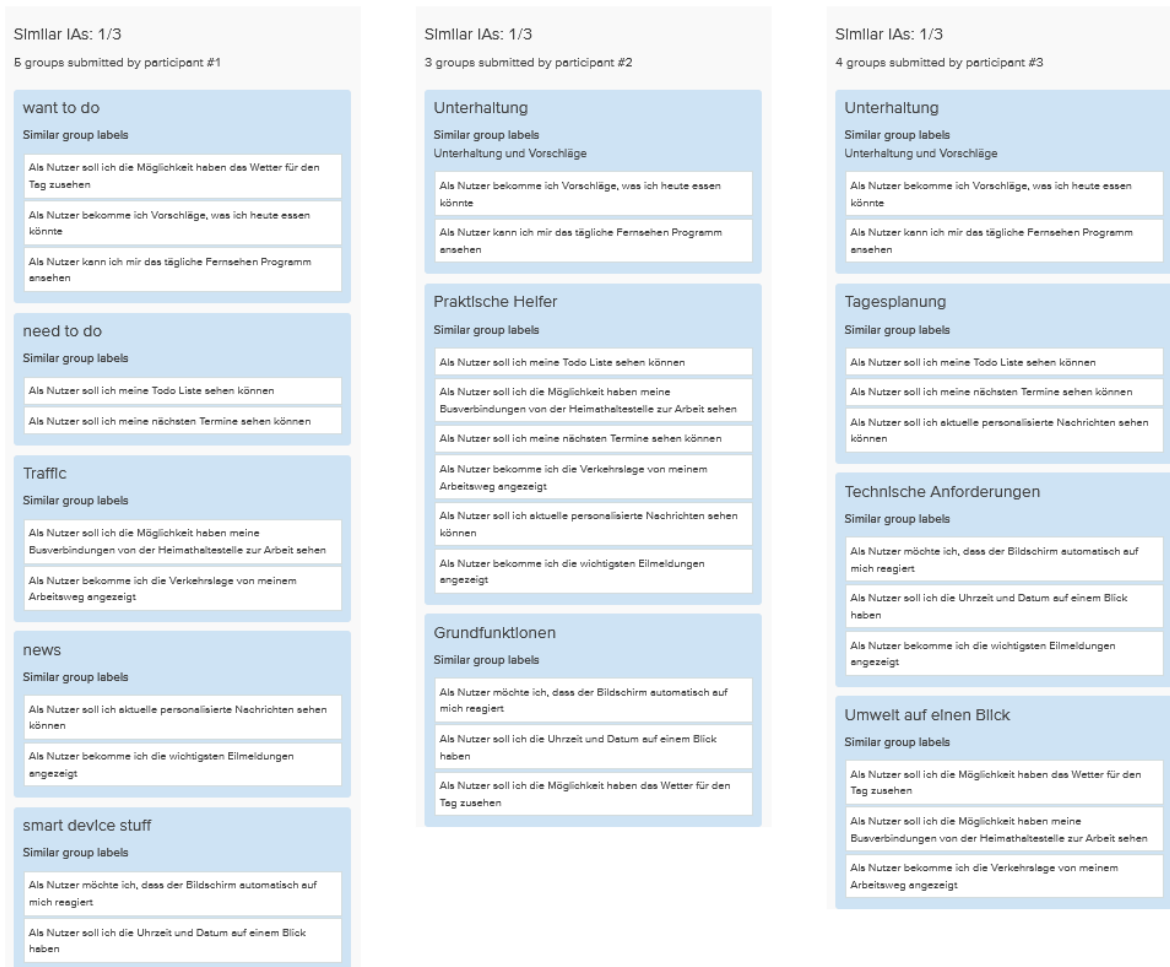 Similar IAs: 1/3
5 groups submitted by participant #1
want to do
Similar group labels
Als Nutzer soll ich die Möglichkeit haben das Wetter für den
Tag zusehen
Als Nutzer bekomme ich Vorschläge, was ich heute essen
könnte
Als Nutzer kann ich mir das tägliche Fernsehen Programm
ansehen
need to do
Similar group labels
Als Nutzer soll ich meine Todo Liste sehen können
Als Nutzer soll ich meine nächsten Termine sehen können
Traffic
Similar group labels
Als Nutzer soll ich die Möglichkeit haben meine
Busverbindungen von der Heimathaltestelle zur Arbeit sehen
Als Nutzer bekomme ich die Verkehrslage von meinem
Arbeitsweg angezeigt
news
Similar group labels
Als Nutzer soll ich aktuelle personalisierte Nachrichten sehen
können
Als Nutzer bekomme ich die wichtigsten Eilmeldungen
angezeigt
smart device stuff
Similar group labels
Als Nutzer möchte ich, dass der Bildschirm automatisch auf
mich reagiert
Als Nutzer soll ich die Uhrzeit und Datum auf einem Blick
haben
Similar IAs: 1/3
3 groups submitted by participant #2
Unterhaltung
Similar group labels
Unterhaltung und Vorschläge
Als Nutzer bekomme ich Vorschläge, was ich heute essen
könnte
Als Nutzer kann ich mir das tägliche Fernsehen Programm
ansehen
Praktische Helfer
Similar group labels
Als Nutzer soll ich meine Todo Liste sehen können
Als Nutzer soll ich die Möglichkeit haben meine
Busverbindungen von der Heimathaltestelle zur Arbeit sehen
Als Nutzer soll ich meine nächsten Termine sehen können
Als Nutzer bekomme ich die Verkehrslage von meinem
Arbeitsweg angezeigt
Als Nutzer soll ich aktuelle personalisierte Nachrichten sehen
können
Als Nutzer bekomme ich die wichtigsten Eilmeldungen
angezeigt
Grundfunktionen
Similar group labels
Als Nutzer möchte ich, dass der Bildschirm automatisch auf
mich reagiert
Als Nutzer soll ich die Uhrzeit und Datum auf einem Blick
haben
Als Nutzer soll ich die Möglichkeit haben das Wetter für den
Tag zusehen
Similar IAs: 1/3
4 groups submitted by participant #3
Unterhaltung
Similar group labels
Unterhaltung und Vorschläge
Als Nutzer bekomme ich Vorschläge, was ich heute essen
könnte
Als Nutzer kann ich mir das tägliche Fernsehen Programm
ansehen
Tagesplanung
Similar group labels
Als Nutzer soll ich meine Todo Liste sehen können
Als Nutzer soll ich meine nächsten Termine sehen können
Als Nutzer soll ich aktuelle personalisierte Nachrichten sehen
können
Technische Anforderungen
Similar group labels
Als Nutzer möchte ich, dass der Bildschirm automatisch auf
mich reagiert
Als Nutzer soll ich die Uhrzeit und Datum auf einem Blick
haben
Als Nutzer bekomme ich die wichtigsten Eilmeldungen
angezeigt
Umwelt auf einen Blick
Similar group labels
Als Nutzer soll ich die Möglichkeit haben das Wetter für den
Tag zusehen
Als Nutzer soll ich die Möglichkeit haben meine
Busverbindungen von der Heimathaltestelle zur Arbeit sehen
Als Nutzer bekomme ich die Verkehrslage von meinem
Arbeitsweg angezeigt